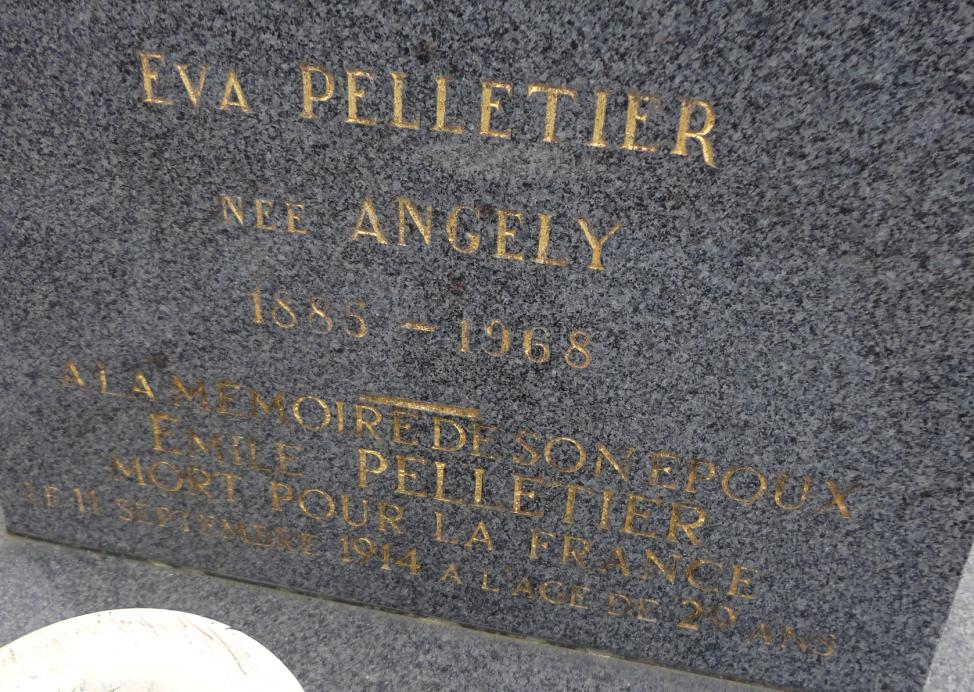 EVA PELLETIER
NEE ANGELY
1885 - 1968
A LA MEMOIRE DE SON EPOUX
EMILE PELLETIER
MORT POUR LA FRANCE
LE 11 SEPTEMBRE 1914 A L'AGE DE 29 ANS